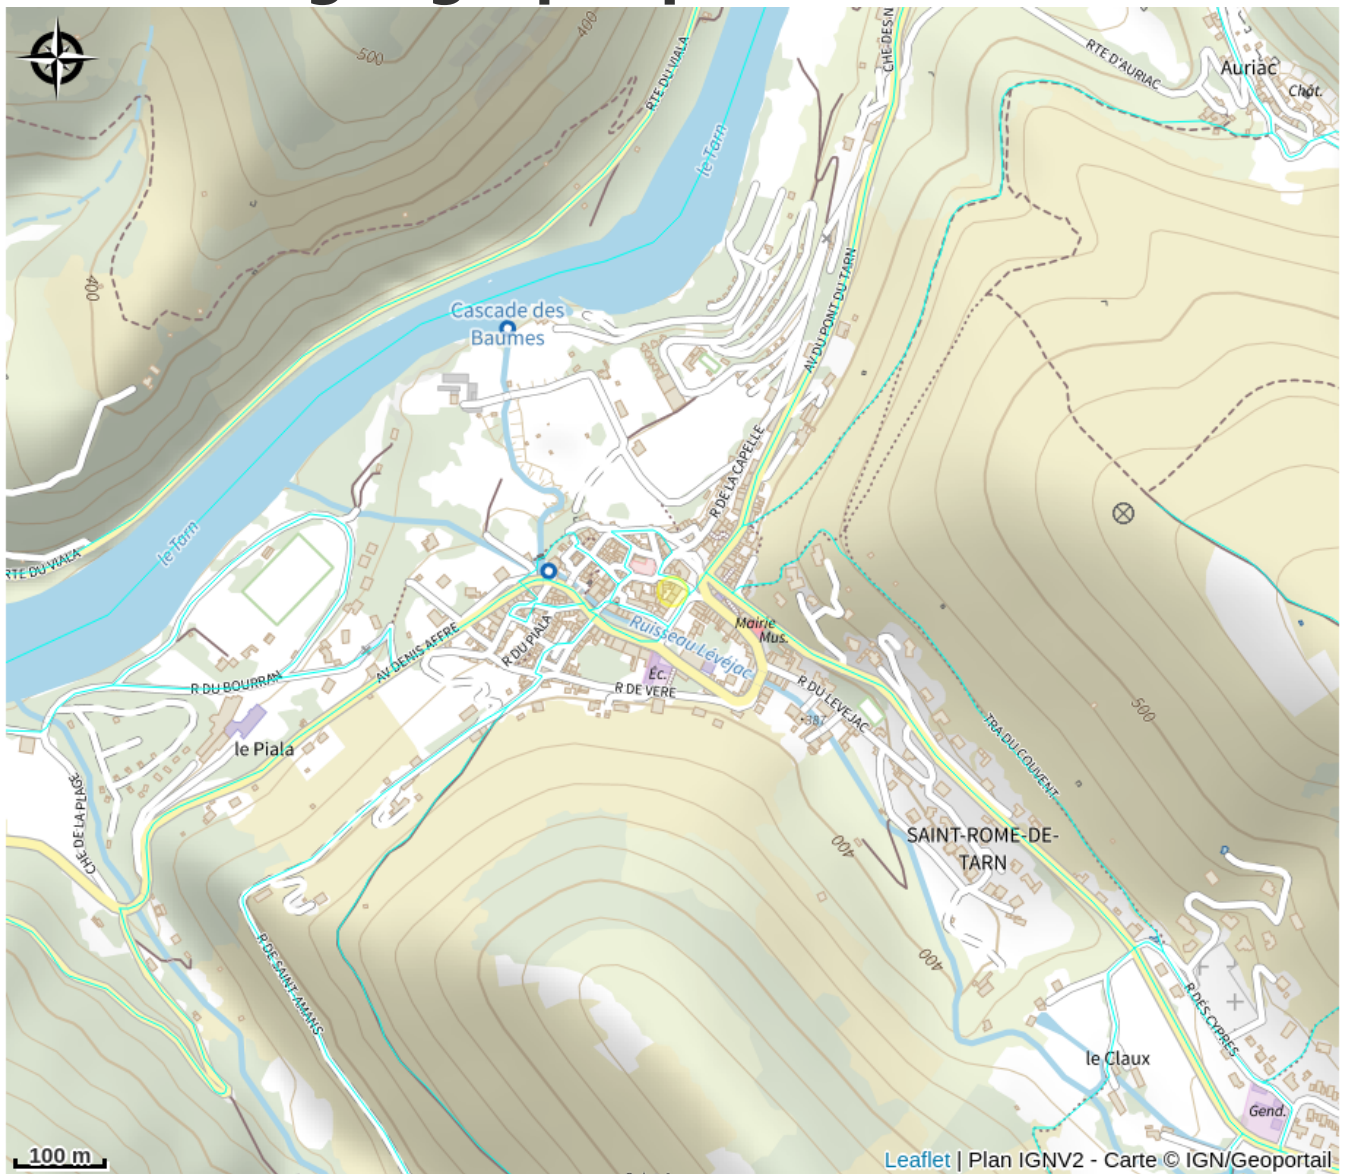 500
400
RTE DU VIALA
CHE DES N
RTE D'AURIAC
Auriac
Chât.
le Tarn
400
Cascade des
Baumes
AV DU PONT DU TARN
R DE LA CAPELLE
le Tarn
RTE DU VIALA
Mairie
Mus.
Ruisseau Lévéjac
R DU PIALA
AV DENIS AFFRE
Éc.
R DE VERE
R DU BOURRAN
R DU LEVEJAC
387
500
TRA DU COUVENT
le Piala
CHE DE LA PLAGE
400
SAINT-ROME-DE-
TARN
400
R DE SAINT-AMANS
R DES CYPRES
le Claux
Gend.
100 m
Leaflet | Plan IGNV2 - Carte © IGN/Geoportail